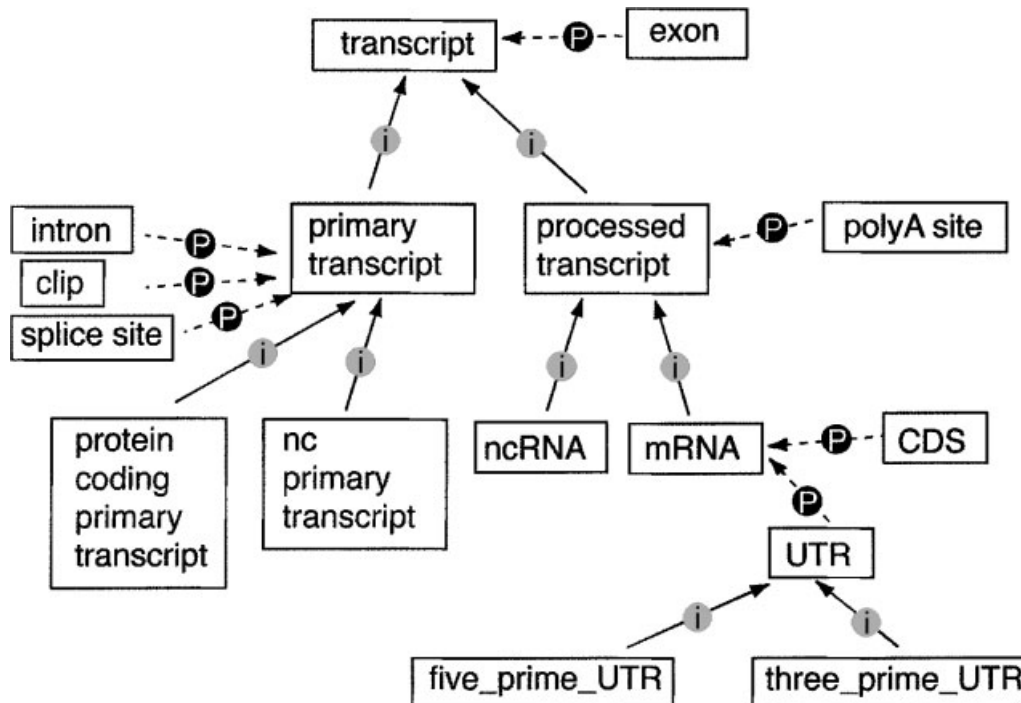 transcript
P
exon
i
i
intron
P
primary
transcript
processed
transcript
P
polyA site
clip
P
splice site
P
i
i
i
i
protein
coding
primary
transcript
nc
primary
transcript
ncRNA
mRNA
P
CDS
P
UTR
i
i
five_prime_UTR
three_prime_UTR